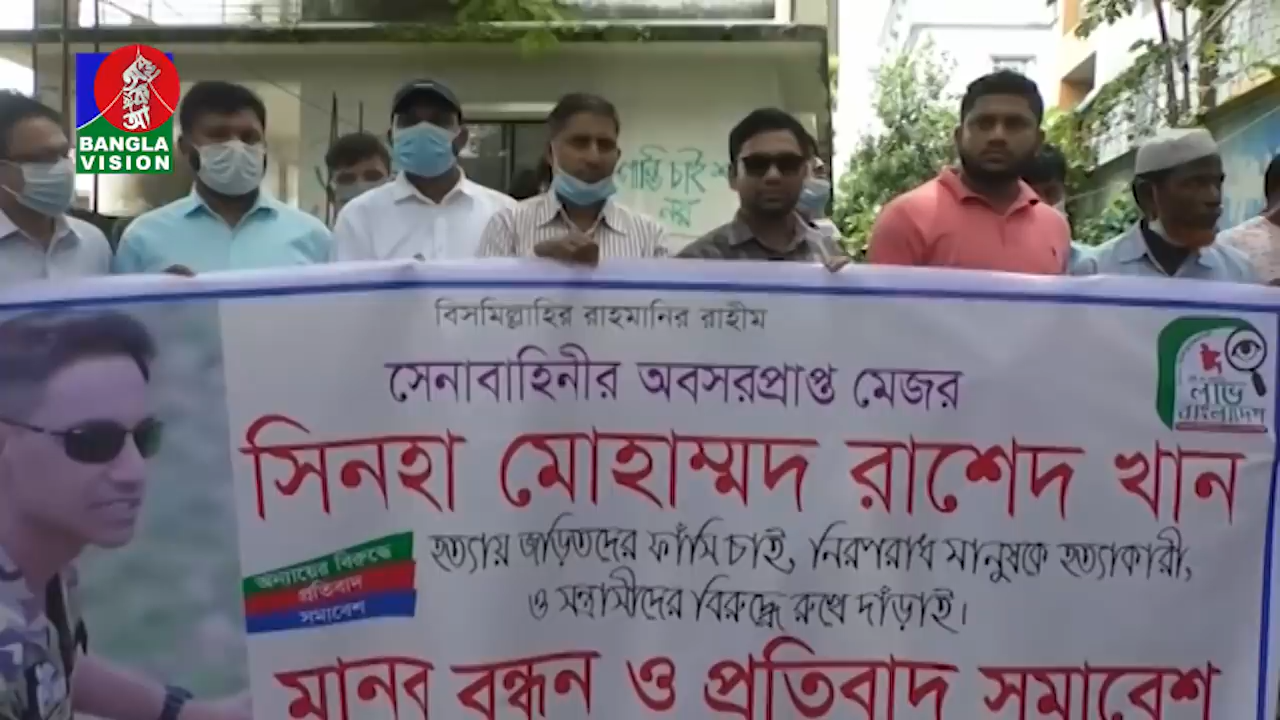 BANGLA
VISION
শান্তি চাই
নয়
বিসমিল্লাহির রাহমানির রাহীম
সেনাবাহিনীর অবসরপ্রাপ্ত মেজর
সিনহা মোহাম্মদ রাশেদ খান
লাভ
বাংলাদেশ
হত্যায় জড়িতদের ফাঁসি চাই, নিরপরাধ মানুষকে হত্যাকারী,
ও সন্ত্রাসীদের বিরুদ্ধে রুখে দাঁড়াই।
অন্যায়ের বিরুদ্ধে
প্রতিবাদ
সমাবেশ
মানব বন্ধন ও প্রতিবাদ সমাবেশ